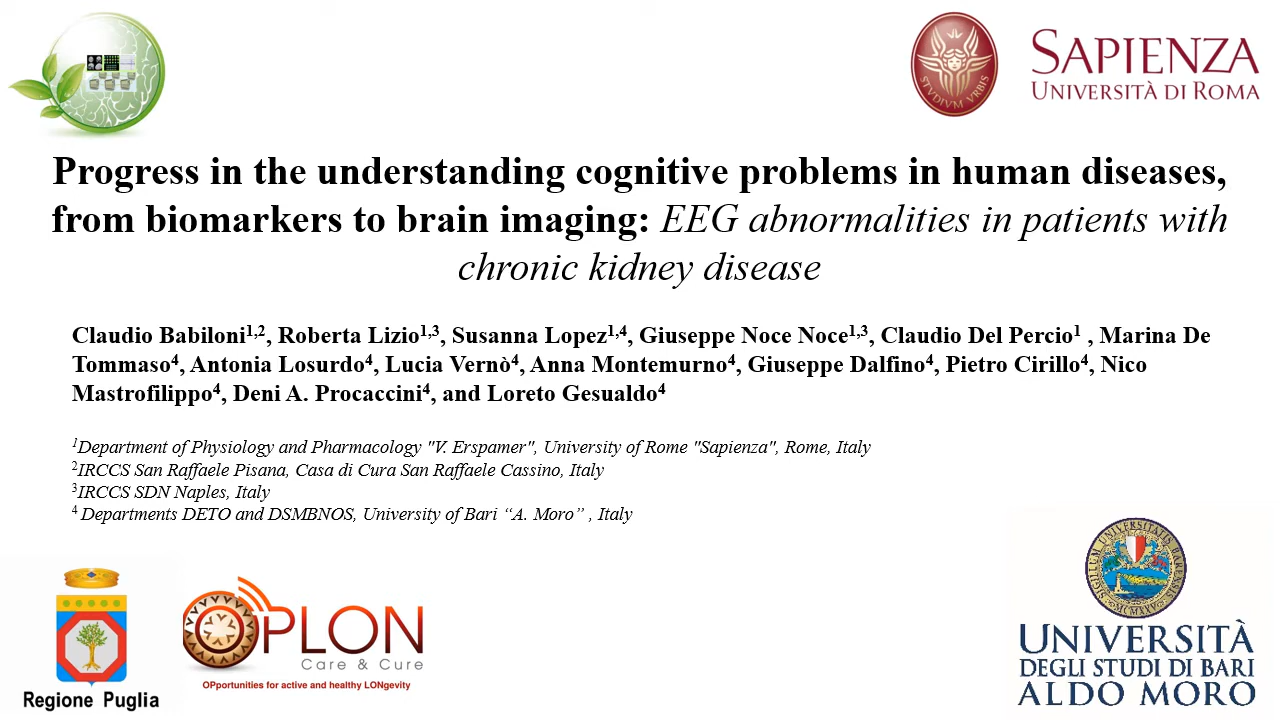 STVDIVM VRBIS
SAPIENZA
UNIVERSITÀ DI ROMA
Progress in the understanding cognitive problems in human diseases,
from biomarkers to brain imaging: EEG abnormalities in patients with
chronic kidney disease
Claudio Babiloni1,2, Roberta Lizio1,3, Susanna Lopez1,4, Giuseppe Noce Noce1,3, Claudio Del Percio1 , Marina De
Tommaso4, Antonia Losurdo4, Lucia Vernò4, Anna Montemurno4, Giuseppe Dalfino4, Pietro Cirillo4, Nico
Mastrofilippo4, Deni A. Procaccini4, and Loreto Gesualdo4
1Department of Physiology and Pharmacology "V. Erspamer", University of Rome "Sapienza", Rome, Italy
2IRCCS San Raffaele Pisana, Casa di Cura San Raffaele Cassino, Italy
3IRCCS SDN Naples, Italy
4 Departments DETO and DSMBNOS, University of Bari “A. Moro” , Italy
Regione Puglia
OPLON
Care & Cure
OPportunities for active and healthy LONgevity
UNIVERSITÀ
DEGLI STUDI DI BARI
ALDO MORO